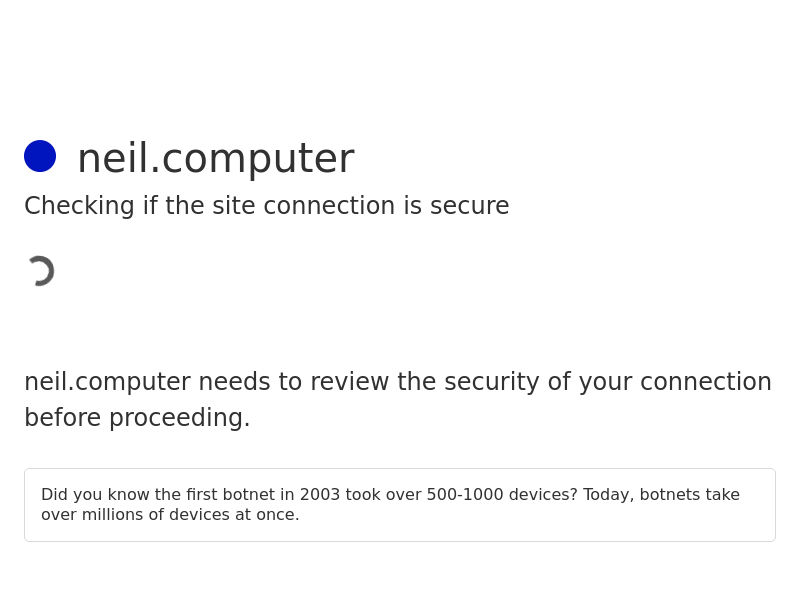 neil.computer
Checking if the site connection is secure
neil.computer needs to review the security of your connection
before proceeding.
Did you know the first botnet in 2003 took over 500-1000 devices? Today, botnets take
over millions of devices at once.